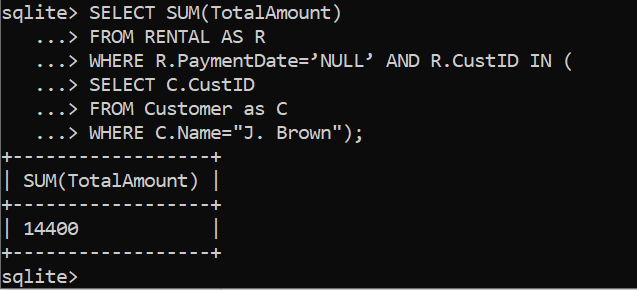 sqlite> SELECT SUM(TotalAmount)
   ...> FROM RENTAL AS R
   ...> WHERE R.PaymentDate=’NULL’ AND R.CustID IN (
   ...> SELECT C.CustID
   ...> FROM Customer as C
   ...> WHERE C.Name="J. Brown");
+------------------+
| SUM(TotalAmount) |
+------------------+
| 14400            |
+------------------+
sqlite>